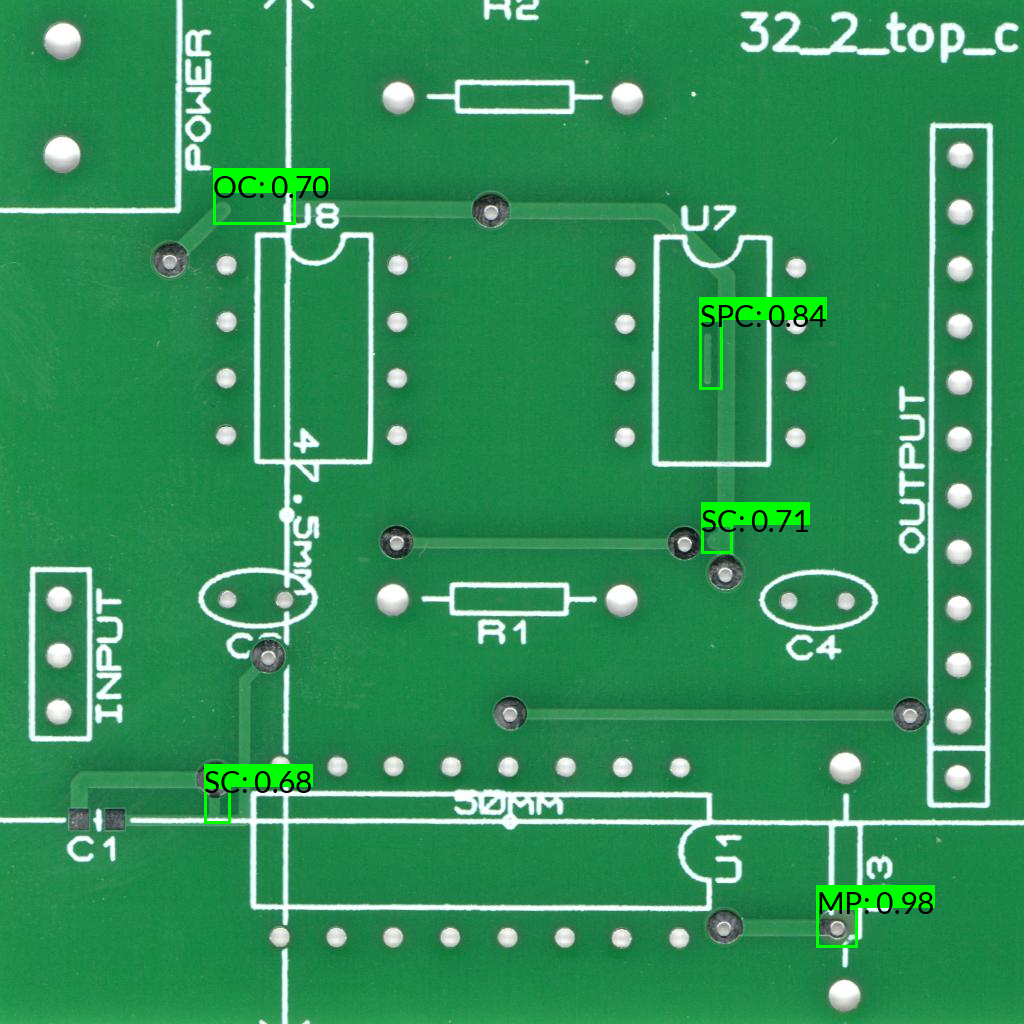 R2
32_2_top_c
POWER
OC: 0.70
U8
U7
SPC: 0.84
OUTPUT
47.5mm
SC: 0.71
INPUT
R1
C4
SC: 0.68
50mm
C1
U1
3
MP: 0.98